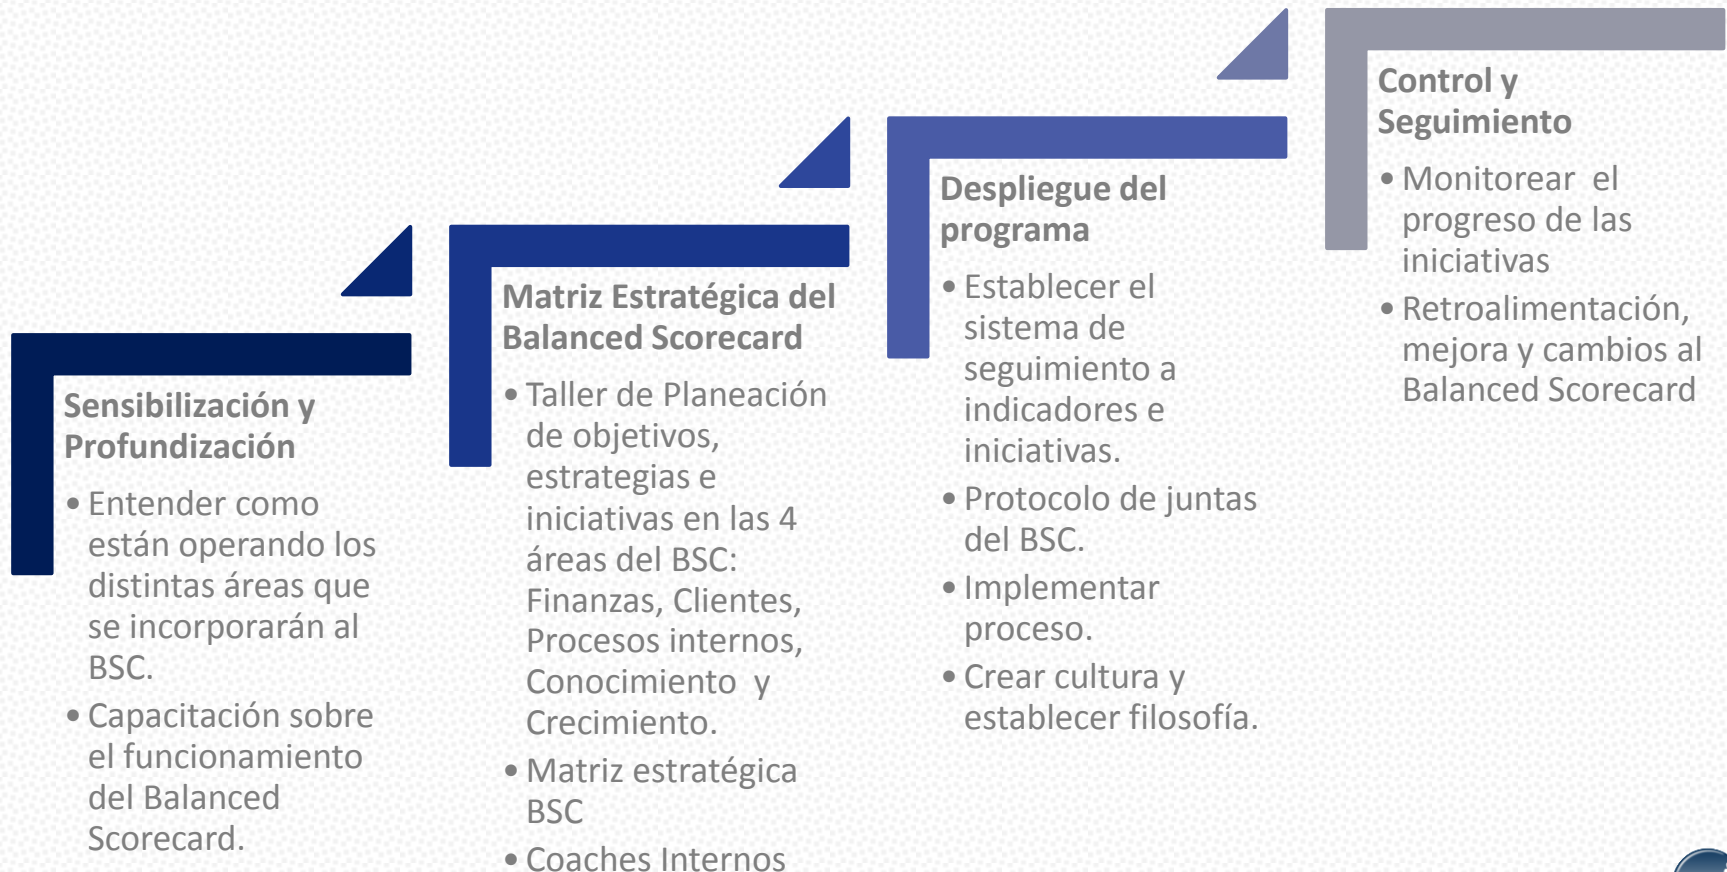 Sensibilización y
Profundización
• Entender como
están operando los
distintas áreas que
se incorporarán al
BSC.
• Capacitación sobre
el funcionamiento
del Balanced
Scorecard.
Matriz Estratégica del
Balanced Scorecard
• Taller de Planeación
de objetivos,
estrategias e
iniciativas en las 4
áreas del BSC:
Finanzas, Clientes,
Procesos internos,
Conocimiento y
Crecimiento.
• Matriz estratégica
BSC
• Coaches Internos
Despliegue del
programa
• Establecer el
sistema de
seguimiento a
indicadores e
iniciativas.
• Protocolo de juntas
del BSC.
• Implementar
proceso.
• Crear cultura y
establecer filosofía.
Control y
Seguimiento
• Monitorear el
progreso de las
iniciativas
• Retroalimentación,
mejora y cambios al
Balanced Scorecard